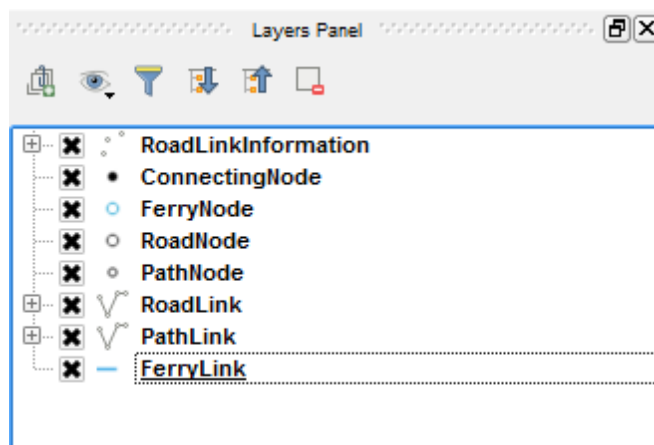 Layers Panel
RoadLinkInformation
ConnectingNode
FerryNode
RoadNode
PathNode
RoadLink
PathLink
FerryLink